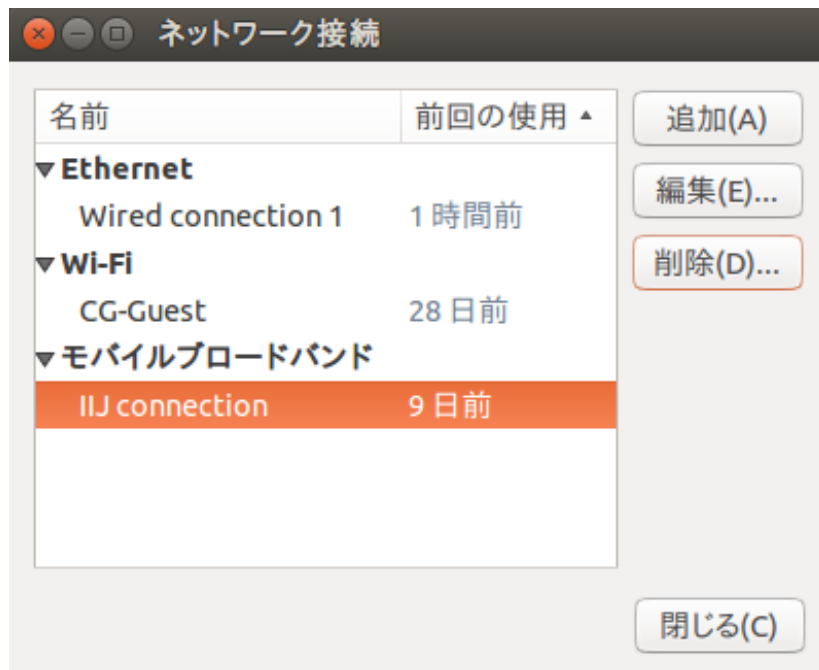 ネットワーク接続
名前 前回の使用
追加(A)
Ethernet
編集(E)...
Wired connection 1 1 時間前
Wi-Fi
削除(D)...
CG-Guest 28 日前
モバイルブロードバンド
IIJ connection 9 日前
閉じる(C)